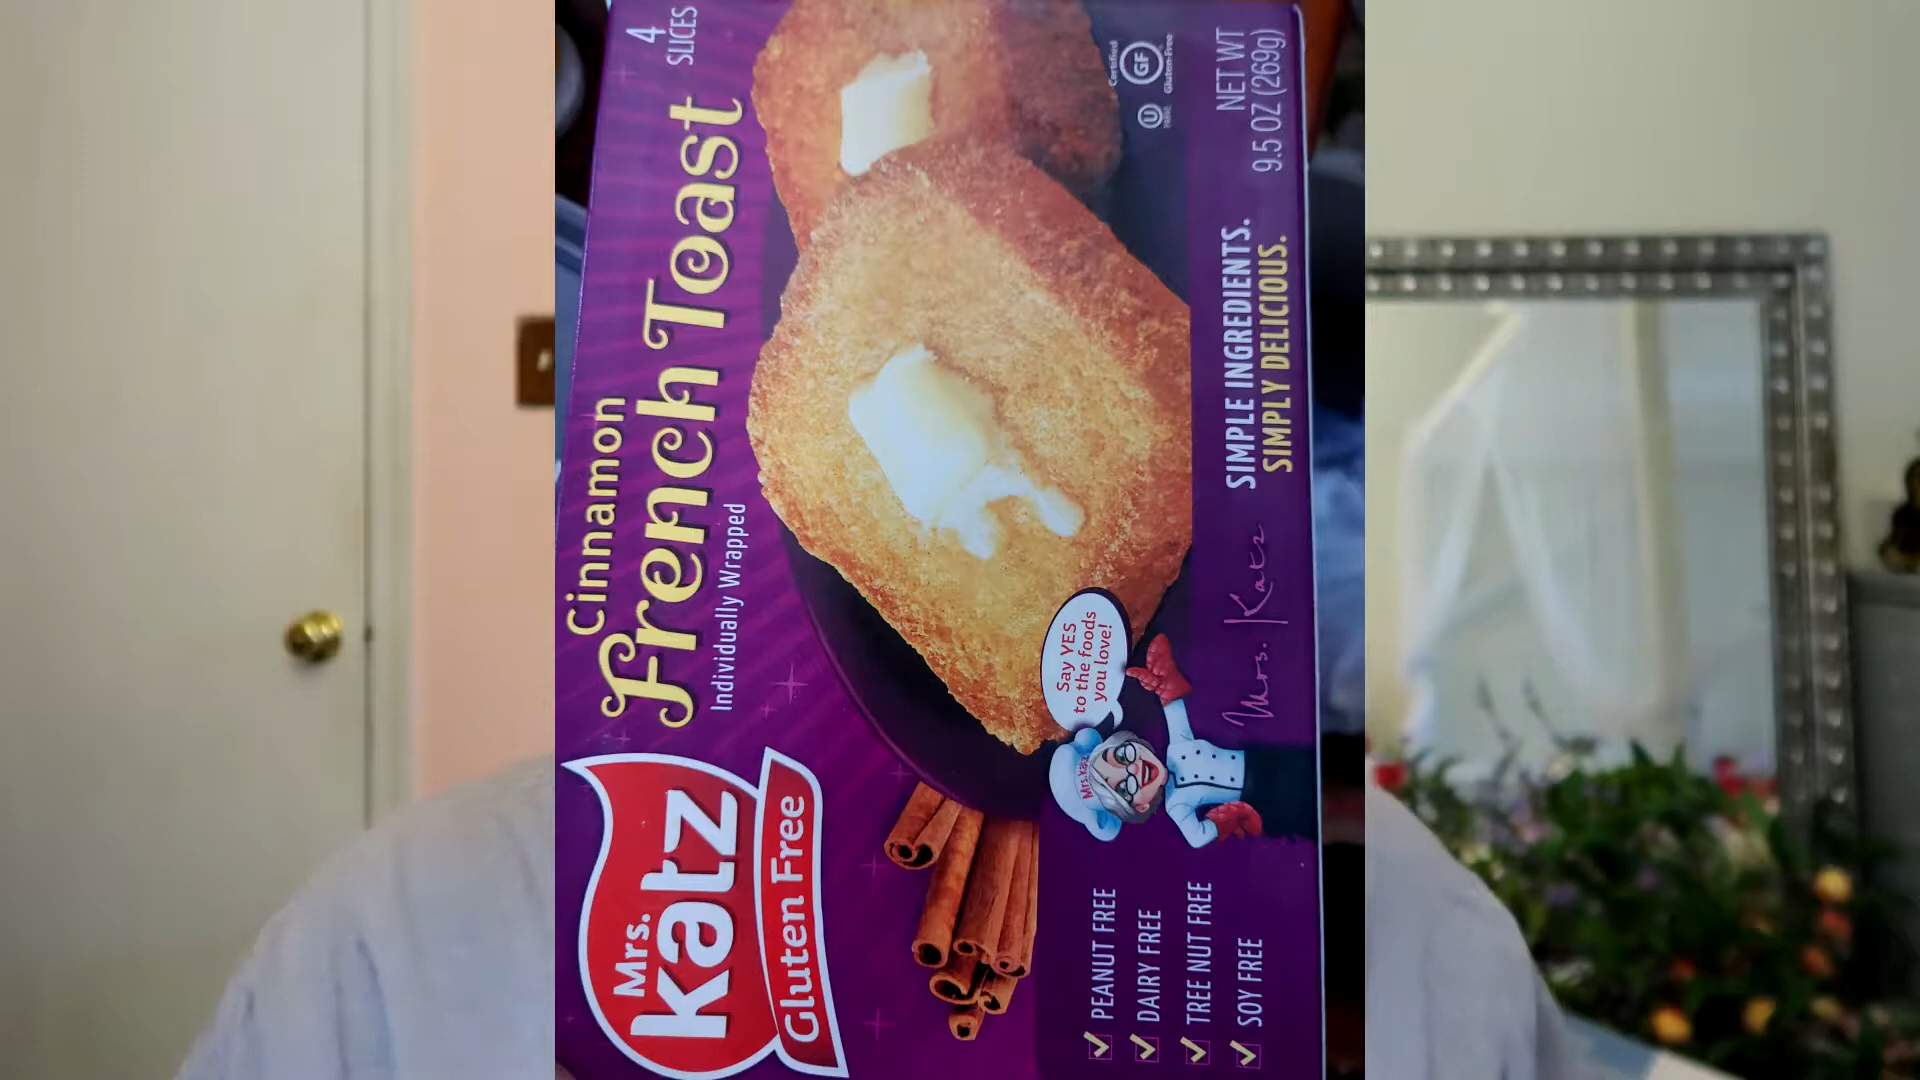 Mrs.
Katz
Gluten Free
Cinnamon
French Toast
Individually Wrapped
4
SLICES
Certified
GF
Gluten-Free
U
PARVE
Say YES
to the foods
you love!
Mrs. Katz
PEANUT FREE
DAIRY FREE
TREE NUT FREE
SOY FREE
Mrs. Katz
SIMPLE INGREDIENTS.
SIMPLY DELICIOUS.
NET WT
9.5 OZ (269g)